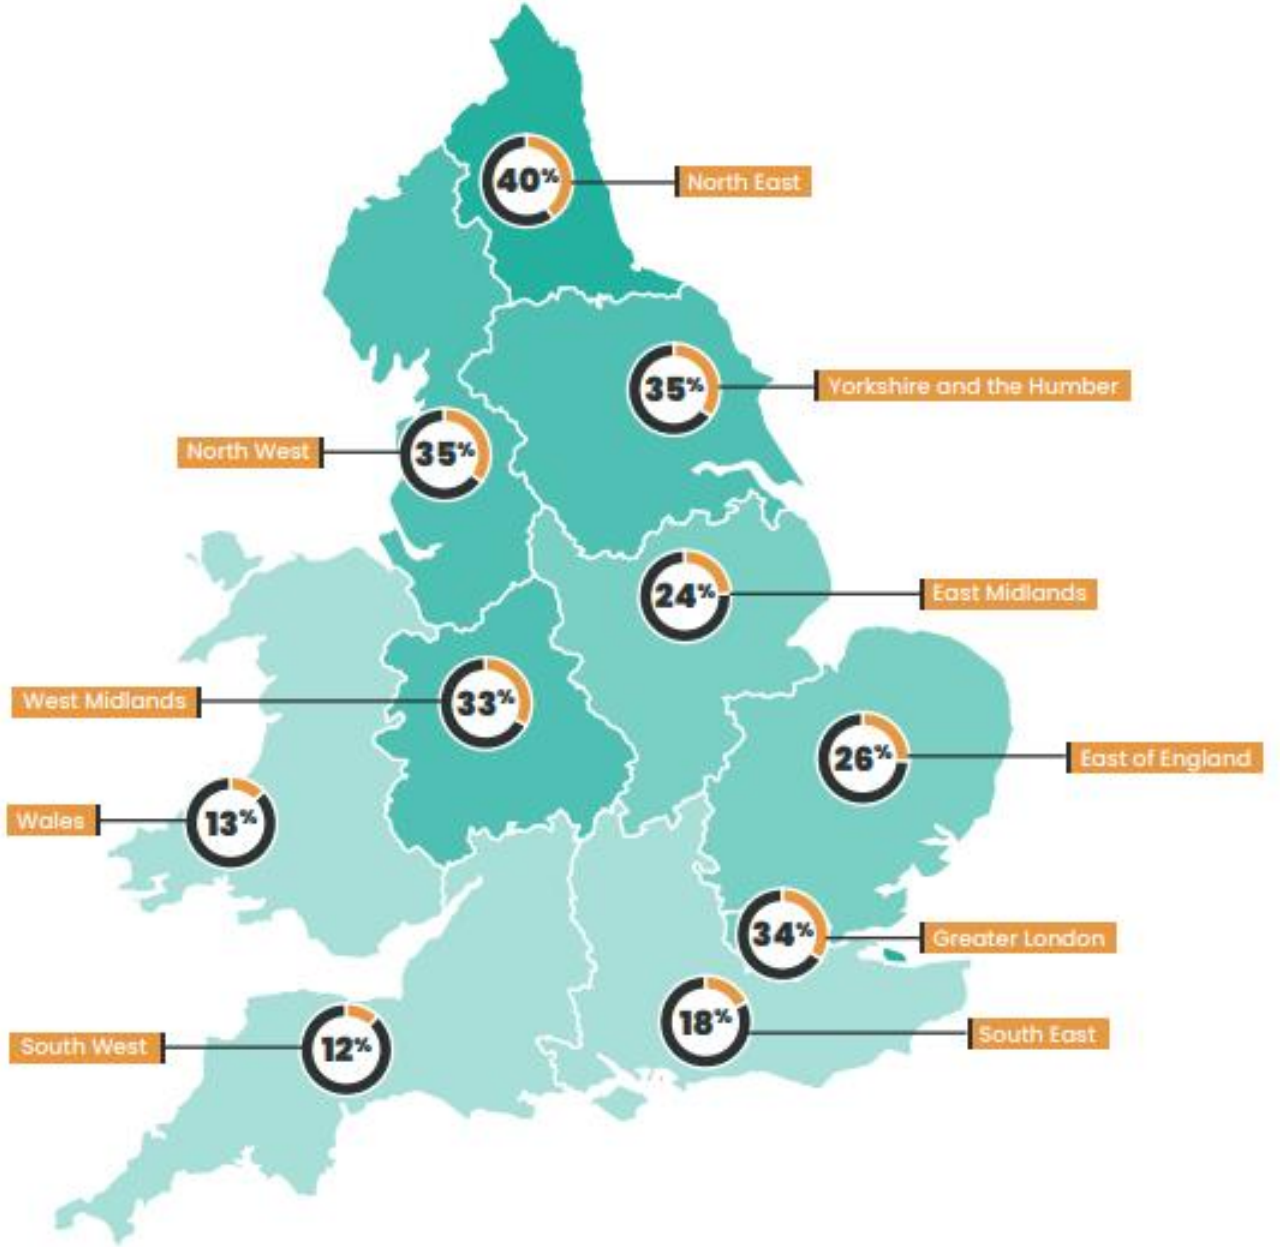 40%
North East
35%
Yorkshire and the Humber
North West
35%
24%
East Midlands
West Midlands
33%
26%
East of England
Wales
13%
34%
Greater London
18%
South East
South West
12%